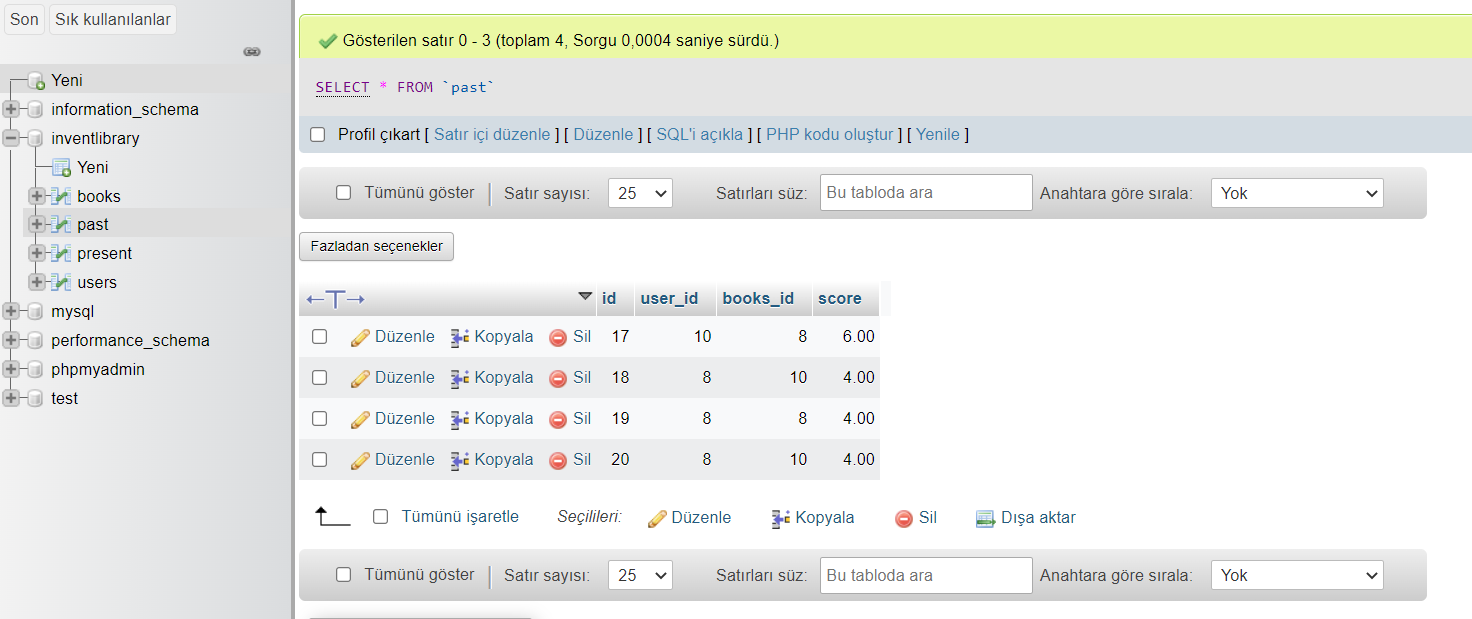 Son Sık kullanılanlar
Yeni
information_schema
inventlibrary
Yeni
books
past
present
users
mysql
performance_schema
phpmyadmin
test
Gösterilen satır 0 - 3 (toplam 4, Sorgu 0,0004 saniye sürdü.)
SELECT * FROM `past`
Profil çıkart [ Satır içi düzenle ] [ Düzenle ] [ SQL'i açıkla ] [ PHP kodu oluştur ] [ Yenile ]
Tümünü göster | Satır sayısı: 25 Satırları süz: Bu tabloda ara Anahtara göre sırala: Yok
Fazladan seçenekler
←T→ id user_id books_id score
Düzenle Kopyala Sil 17 10 8 6.00
Düzenle Kopyala Sil 18 8 10 4.00
Düzenle Kopyala Sil 19 8 8 4.00
Düzenle Kopyala Sil 20 8 10 4.00
Tümünü işaretle Seçilileri: Düzenle Kopyala Sil Dışa aktar
Tümünü göster | Satır sayısı: 25 Satırları süz: Bu tabloda ara Anahtara göre sırala: Yok